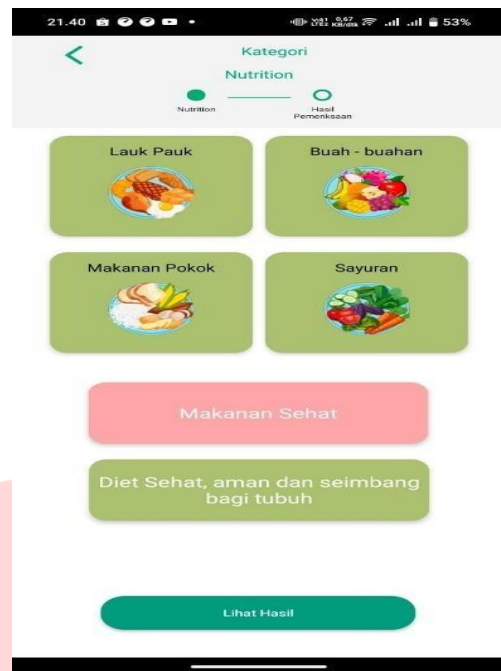 21.40 53%
Kategori
Nutrition
Nutrition
Hasil
Pemeriksaan
Lauk Pauk
Buah - buahan
Makanan Pokok
Sayuran
Makanan Sehat
Diet Sehat, aman dan seimbang
bagi tubuh
Lihat Hasil